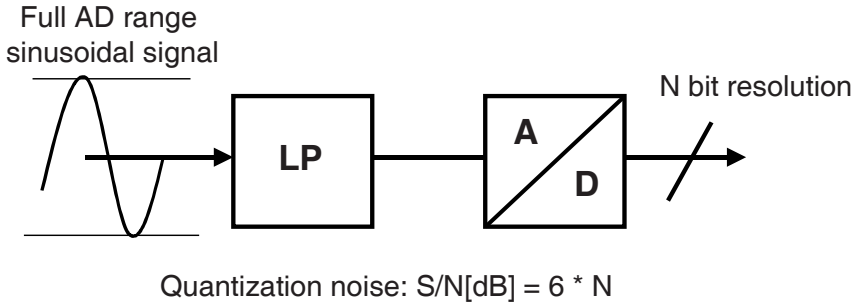 Full AD range
sinusoidal signal
N bit resolution
LP
A
D
Quantization noise: S/N[dB] = 6 * N